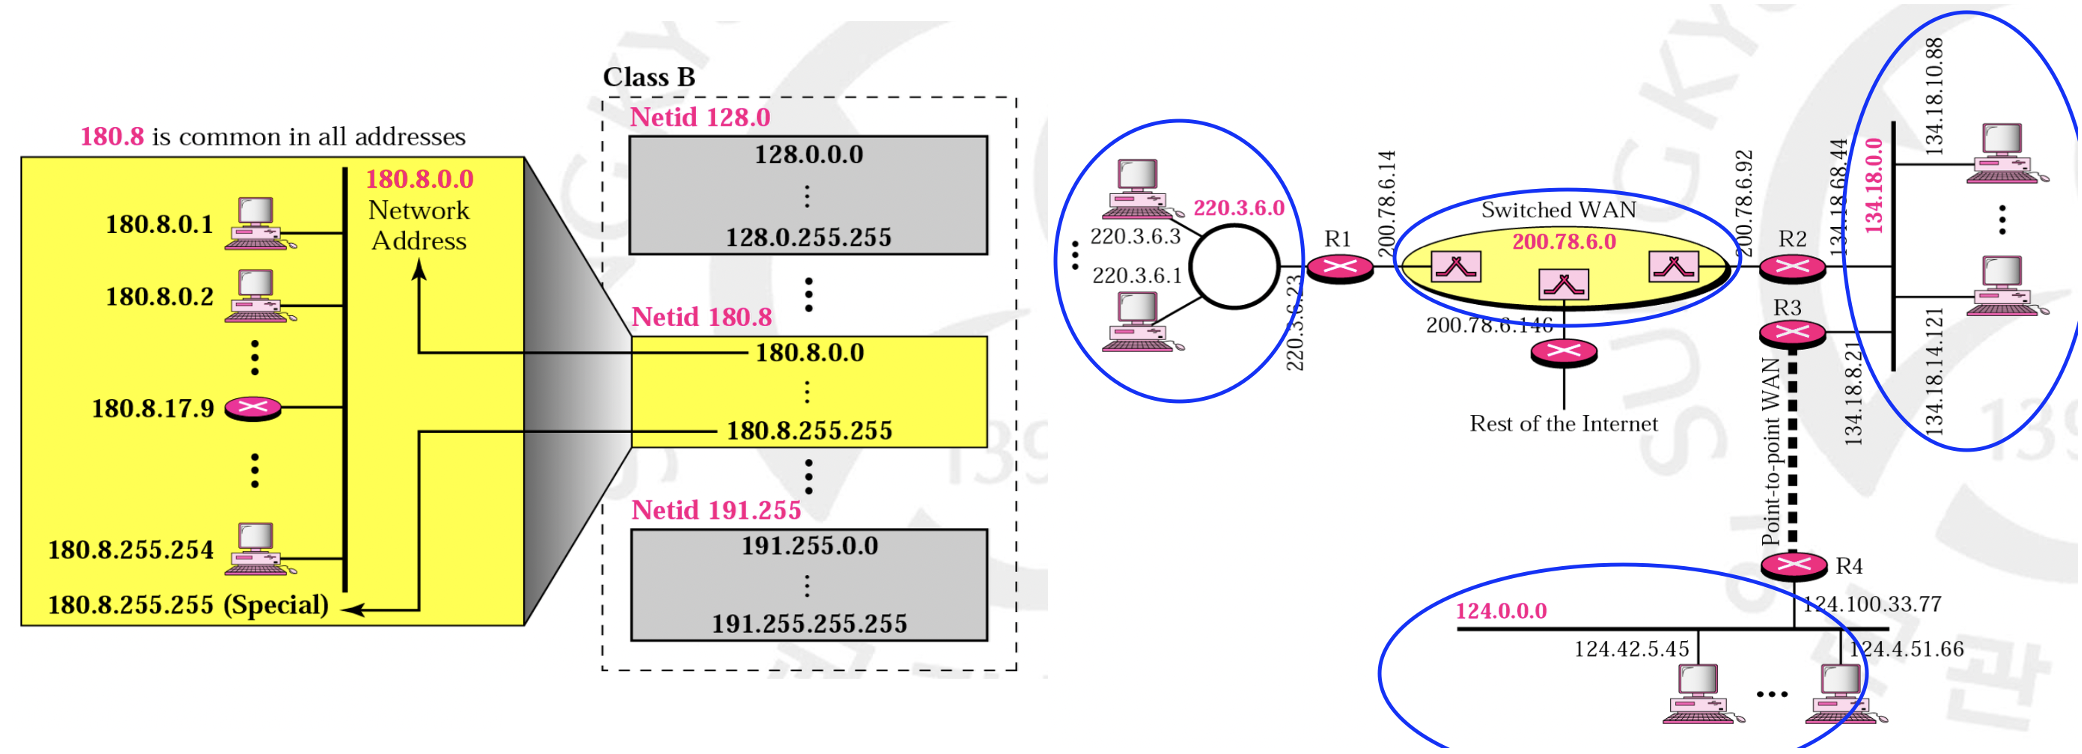 180.8 is common in all addresses
180.8.0.0
Network
Address
180.8.0.1
180.8.0.2
180.8.17.9
180.8.255.254
180.8.255.255 (Special)
Class B
Netid 128.0
128.0.0.0
128.0.255.255
Netid 180.8
180.8.0.0
180.8.255.255
Netid 191.255
191.255.0.0
191.255.255.255
220.3.6.0
220.3.6.3
220.3.6.1
220.3.6.23
R1
200.78.6.14
Switched WAN
200.78.6.0
200.78.6.146
Rest of the Internet
200.78.6.92
R2
R3
134.18.68.44
134.18.0.0
134.18.10.88
134.18.8.21
134.18.14.121
Point-to-point WAN
R4
124.100.33.77
124.0.0.0
124.42.5.45
124.4.51.66